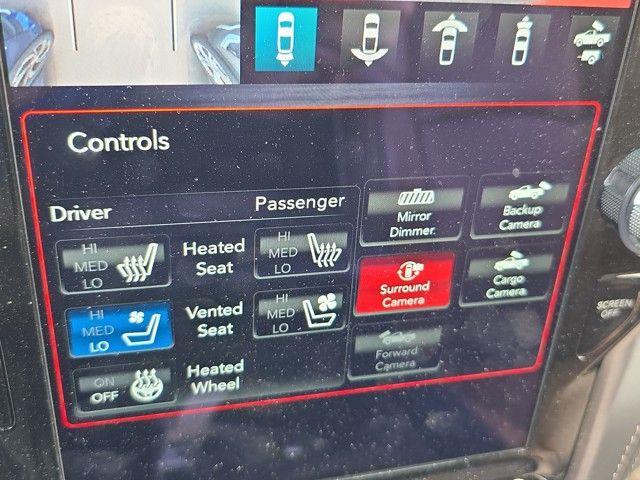 Controls
Driver
Passenger
HI
MED
LO
Heated
Seat
HI
MED
LO
Mirror
Dimmer.
Backup
Camera
HI
MED
LO
Vented
Seat
HI
MED
LO
Surround
Camera
Cargo
Camera
ON
OFF
Heated
Wheel
Forward
Camera
SCREEN
OFF